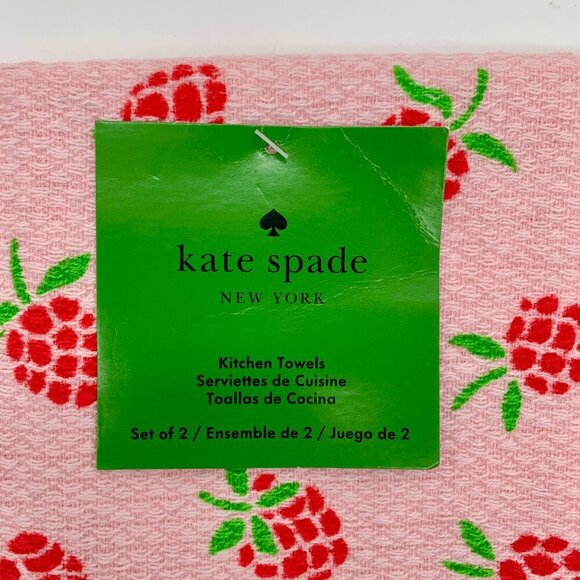 kate spade
NEW YORK
Kitchen Towels
Serviettes de Cuisine
Toallas de Cocina
Set of 2 / Ensemble de 2 / Juego de 2